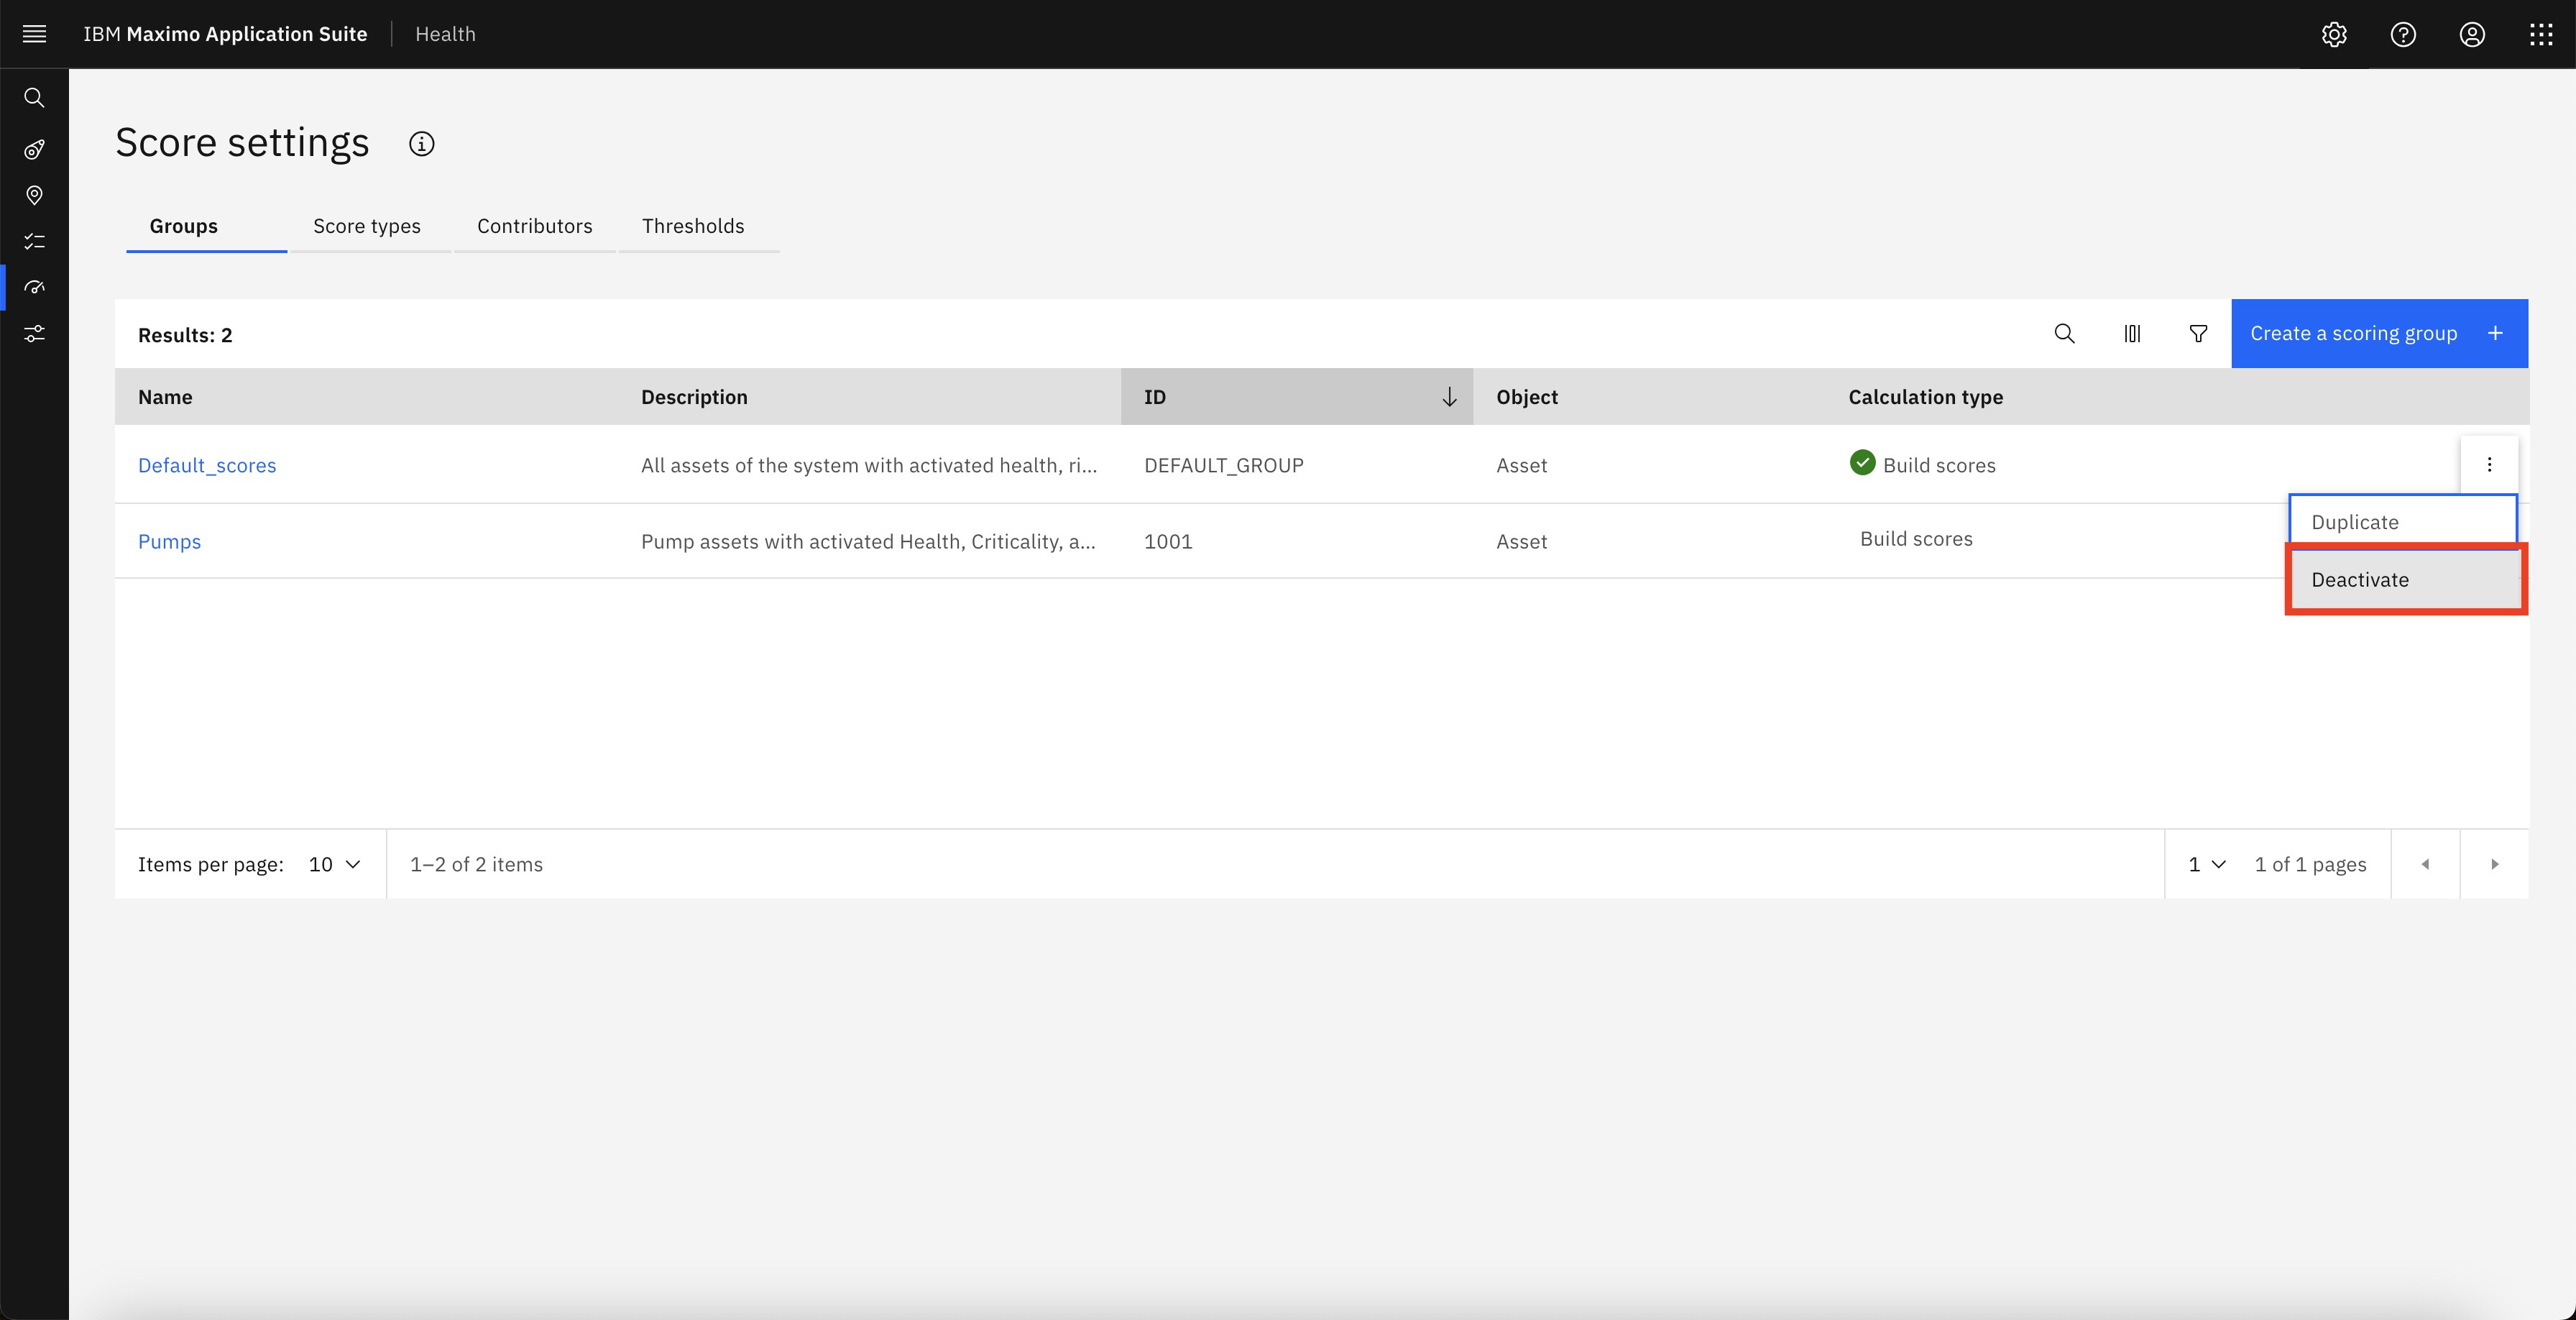 IBM Maximo Application Suite Health
Score settings
Groups Score types Contributors Thresholds
Results: 2 Create a scoring group
Name Description ID Object Calculation type
Default_scores All assets of the system with activated health, ri... DEFAULT_GROUP Asset Build scores
Duplicate
Pumps Pump assets with activated Health, Criticality, a... 1001 Asset Build scores
Deactivate
Items per page: 10 1–2 of 2 items 1 1 of 1 pages